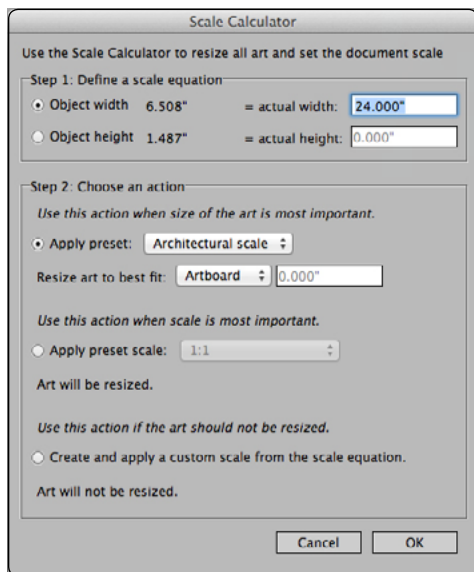 Scale Calculator
Use the Scale Calculator to resize all art and set the document scale
Step 1: Define a scale equation
Object width 6.508" = actual width: 24.000"
Object height 1.487" = actual height: 0.000"
Step 2: Choose an action
Use this action when size of the art is most important.
Apply preset: Architectural scale
Resize art to best fit: Artboard 0.000"
Use this action when scale is most important.
Apply preset scale: 1:1
Art will be resized.
Use this action if the art should not be resized.
Create and apply a custom scale from the scale equation.
Art will not be resized.
Cancel OK